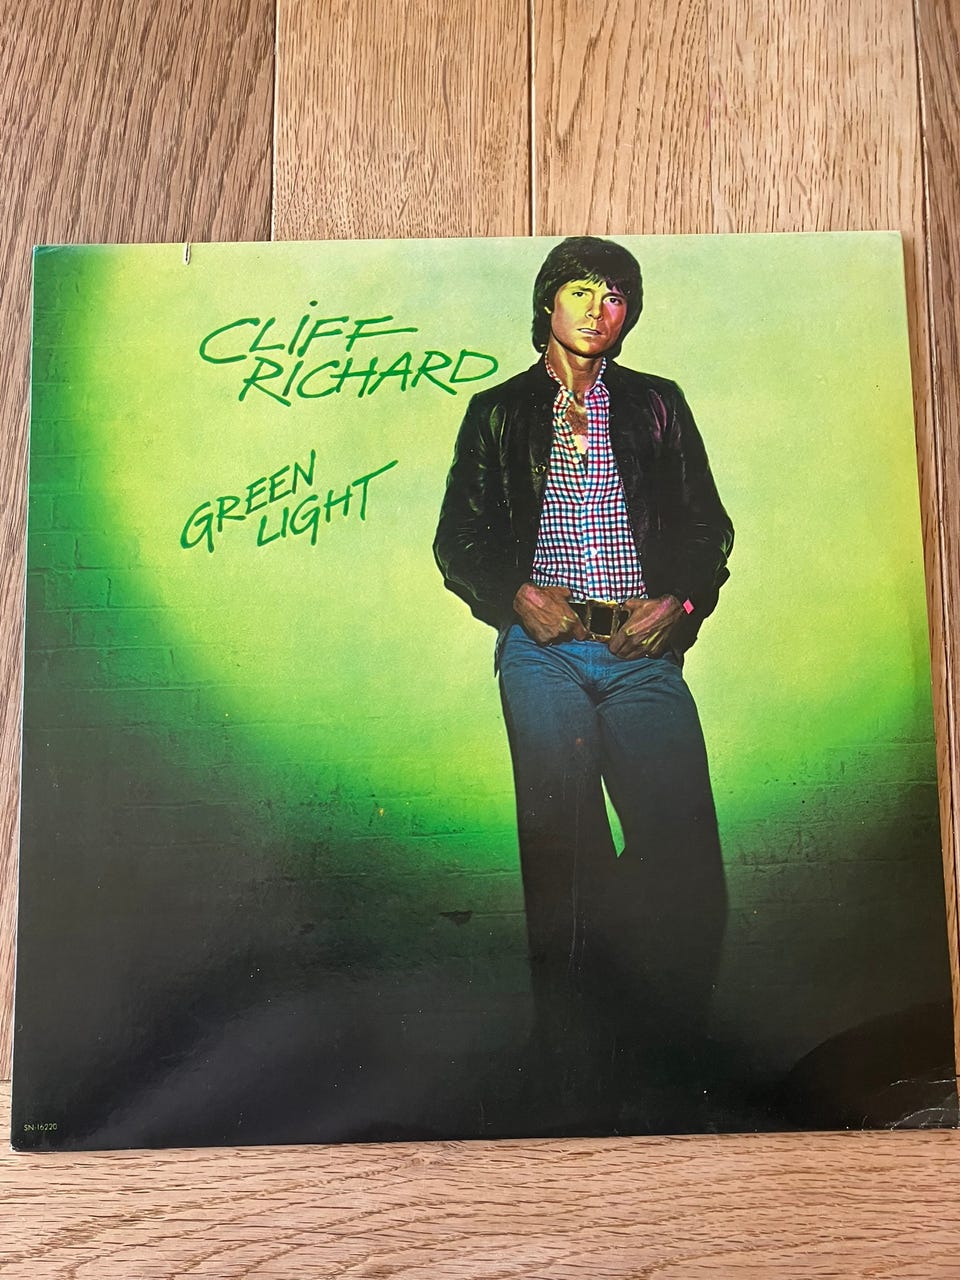 CLIFF
RICHARD
GREEN
LIGHT
SN-16220